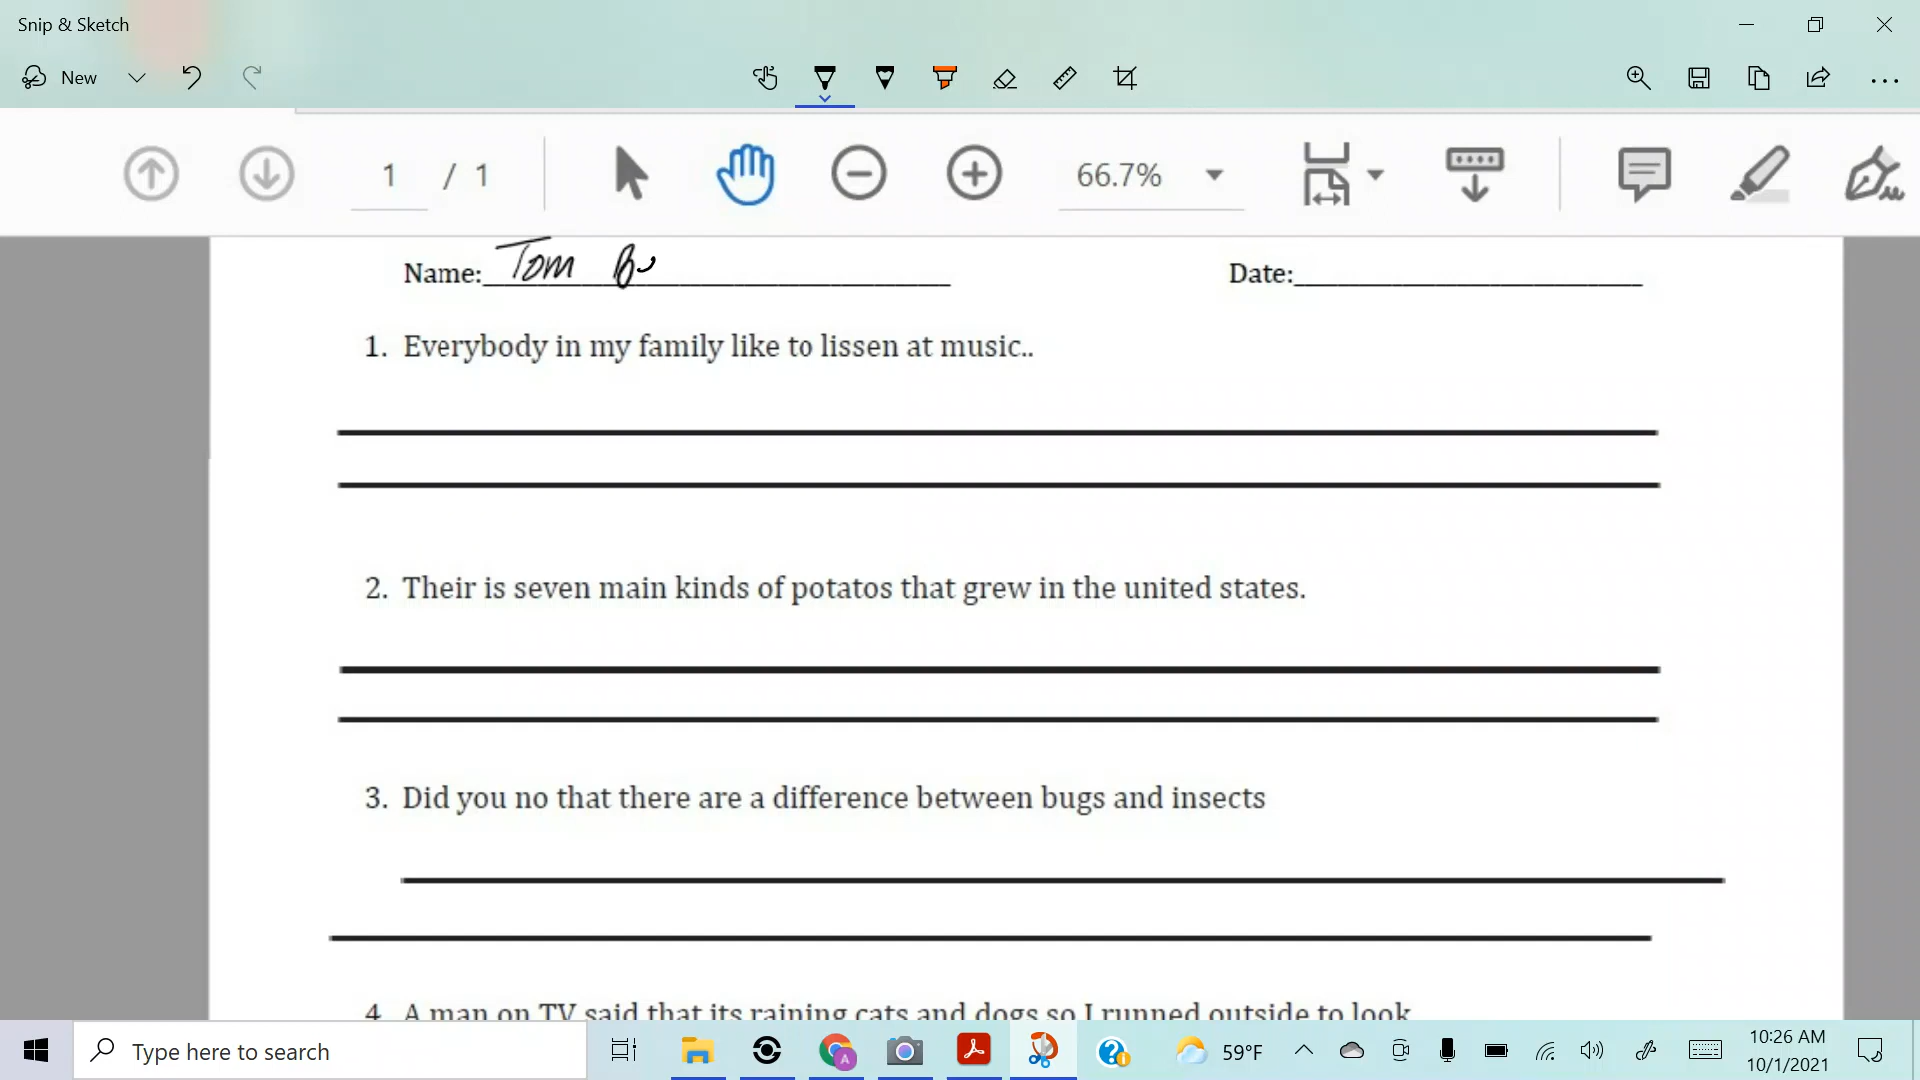 Snip & Sketch
New
1 / 1
66.7%
Name: Tom
Date:
1. Everybody in my family like to lissen at music..
2. Their is seven main kinds of potatos that grew in the united states.
3. Did you no that there are a difference between bugs and insects
4. A man on TV said that its raining cats and dogs so I runned outside to look
Type here to search
A
59°F
10:26 AM
10/1/2021